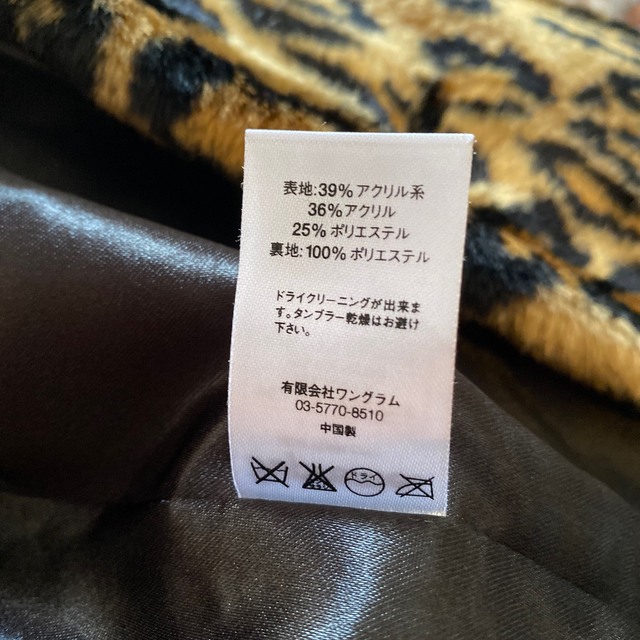 表地:39% アクリル系
36% アクリル
25% ポリエステル
裏地:100% ポリエステル
ドライクリーニングが出来ま
す。タンブラー乾燥はお避け
下さい。
有限会社ワングラム
03-5770-8510
中国製
ドライ